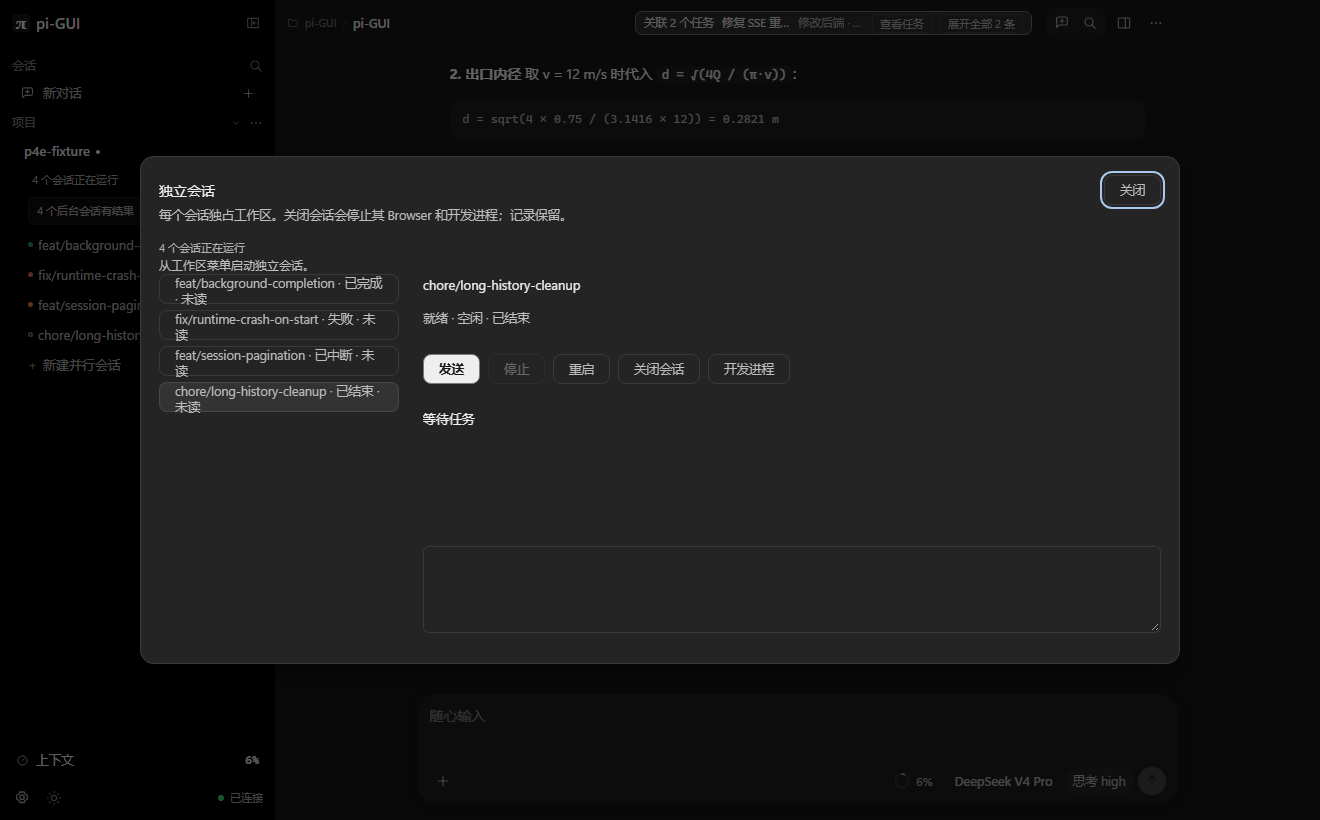 π pi-GUI
会话
新对话
项目
p4e-fixture
4 个会话正在运行
4 个后台会话有结果
feat/background-
fix/runtime-crash-
feat/session-pagin
chore/long-histor
新建并行会话
上下文 6%
已连接
pi-GUI / pi-GUI
关联 2 个任务 修复 SSE 重... 修改后端 · ... 查看任务 展开全部 2 条
2. 出口内径 取 v = 12 m/s 时代入 d = √(4Q / (π·v)) :
d = sqrt(4 × 0.75 / (3.1416 × 12)) = 0.2821 m
独立会话
关闭
每个会话独占工作区。关闭会话会停止其 Browser 和开发进程；记录保留。
4 个会话正在运行
从工作区菜单启动独立会话。
feat/background-completion · 已完成
· 未读
fix/runtime-crash-on-start · 失败 · 未
读
feat/session-pagination · 已中断 · 未
读
chore/long-history-cleanup · 已结束 ·
未读
chore/long-history-cleanup
就绪 · 空闲 · 已结束
发送 停止 重启 关闭会话 开发进程
等待任务
随心输入
6% DeepSeek V4 Pro 思考 high